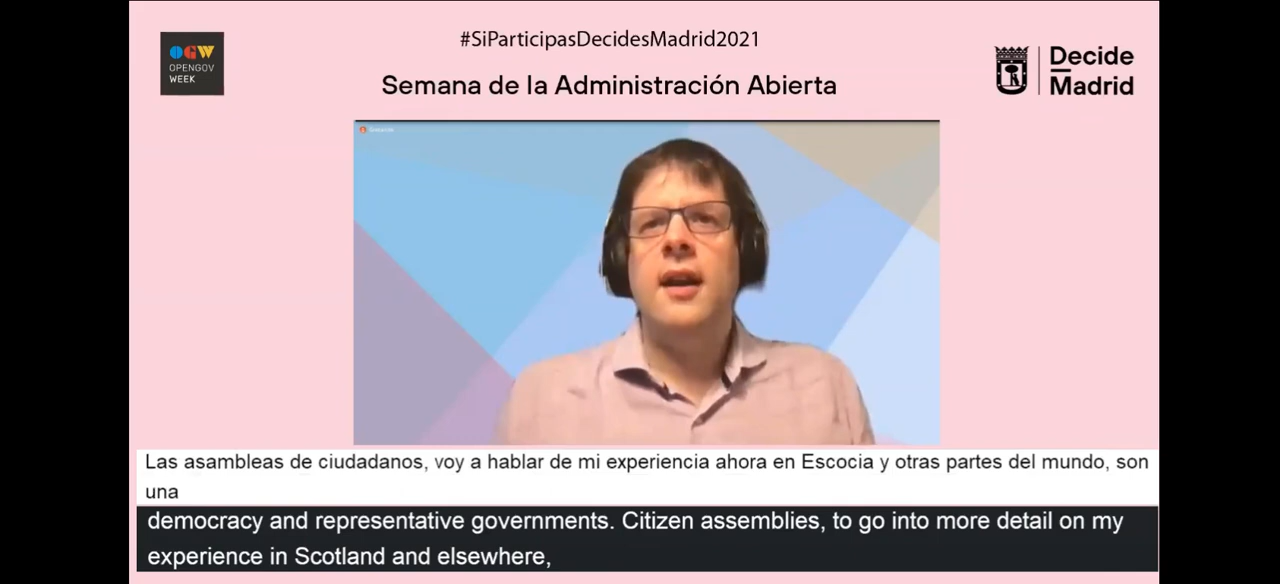 #SiParticipasDecidesMadrid2021
OGW
OPENGOV
WEEK
Semana de la Administración Abierta
Decide
Madrid
Las asambleas de ciudadanos, voy a hablar de mi experiencia ahora en Escocia y otras partes del mundo, son
una
democracy and representative governments. Citizen assemblies, to go into more detail on my
experience in Scotland and elsewhere,